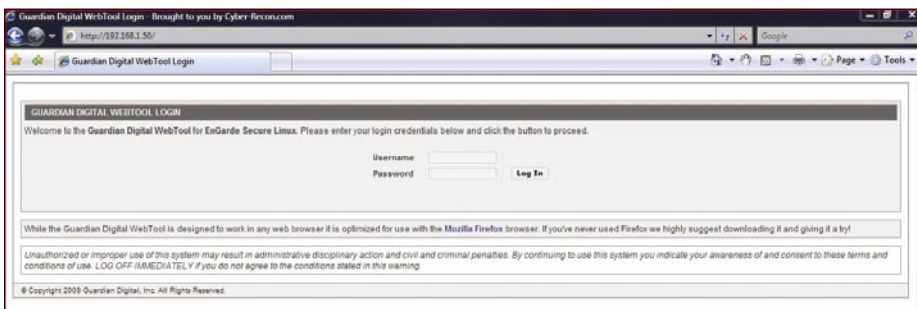 Guardian Digital WebTool Login - Brought to you by Cyber-Recon.com
http://192.168.1.50/
Google
Guardian Digital WebTool Login
Page
Tools
GUARDIAN DIGITAL WEBTOOL LOGIN
Welcome to the Guardian Digital WebTool for EnGarde Secure Linux. Please enter your login credentials below and click the button to proceed.
Username
Password
Log In
While the Guardian Digital WebTool is designed to work in any web browser it is optimized for use with the Mozilla Firefox browser. If you've never used Firefox we highly suggest downloading it and giving it a try!
Unauthorized or improper use of this system may result in administrative disciplinary action and civil and criminal penalties. By continuing to use this system you indicate your awareness of and consent to these terms and
conditions of use. LOG OFF IMMEDIATELY if you do not agree to the conditions stated in this warning.
© Copyright 2009 Guardian Digital, Inc. All Rights Reserved.